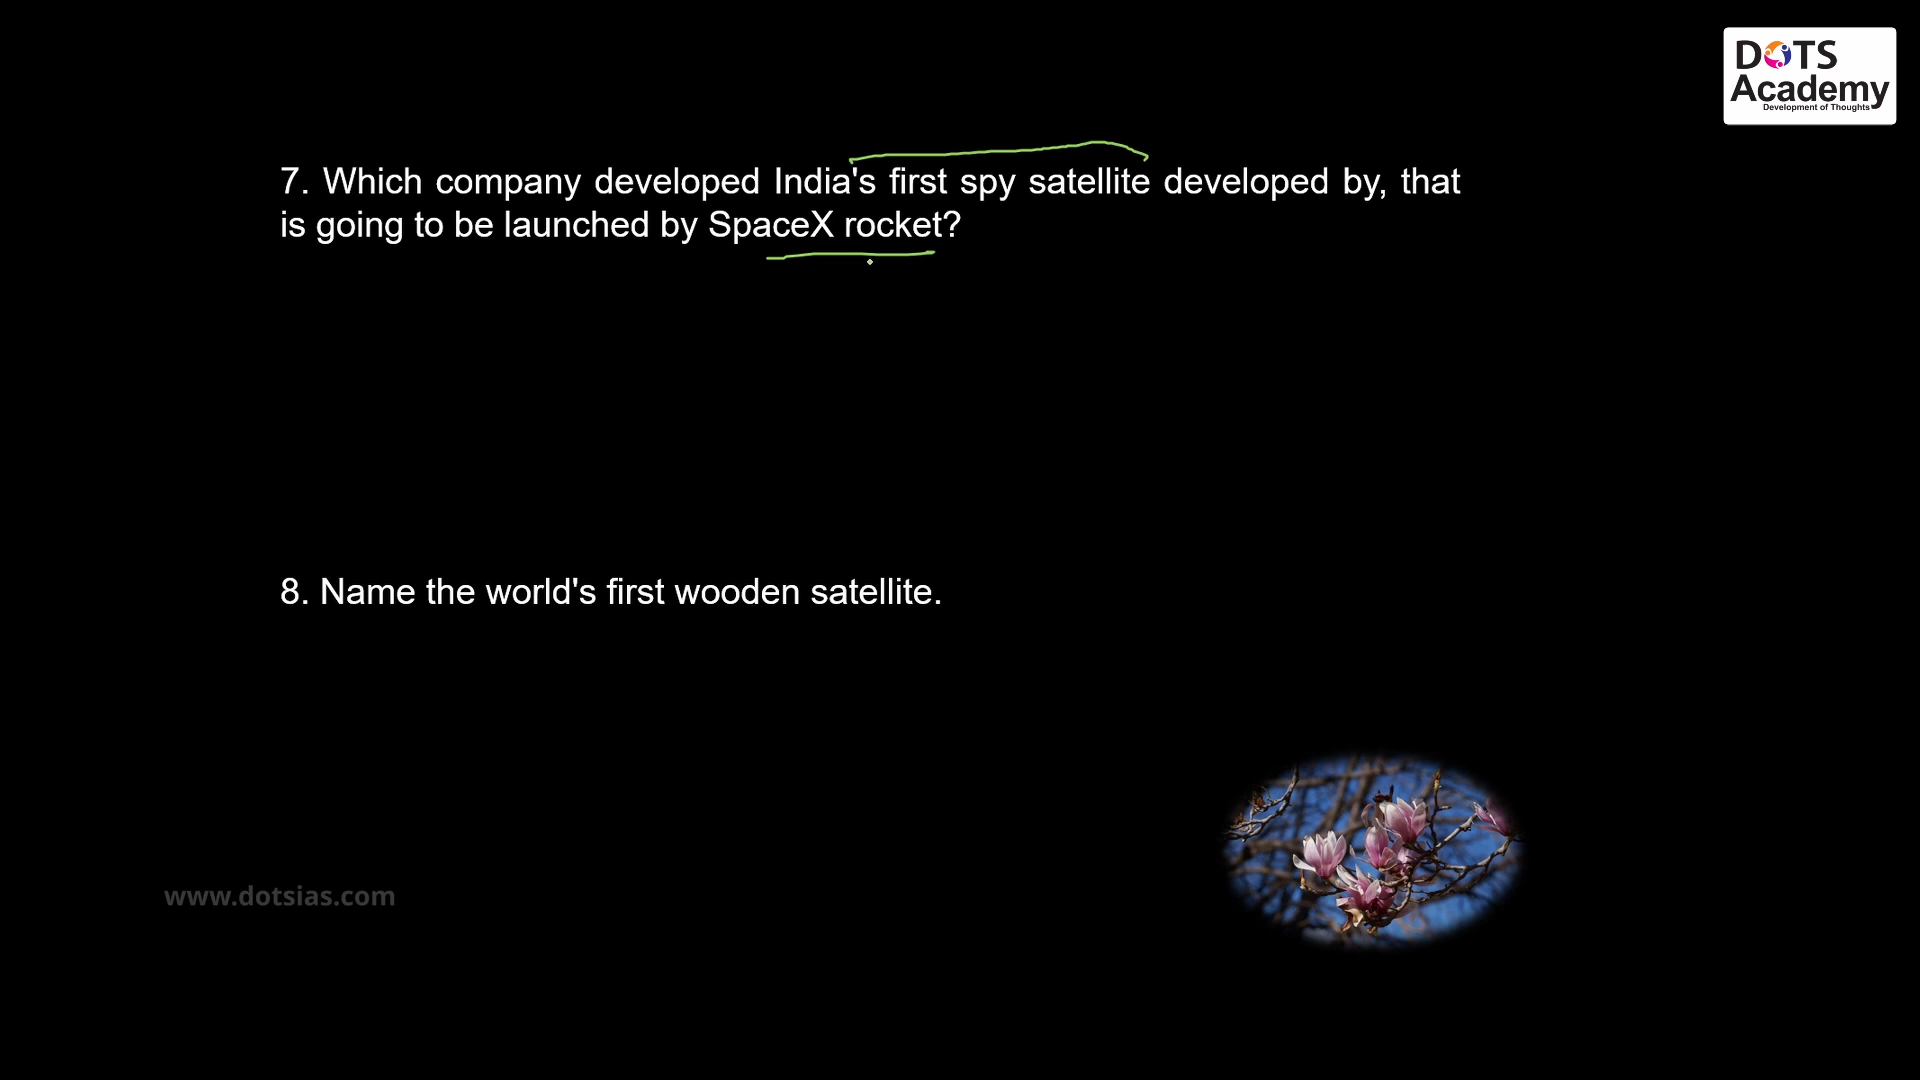 DOTS
Academy
Development of Thoughts
7. Which company developed India's first spy satellite developed by, that
is going to be launched by SpaceX rocket?
8. Name the world's first wooden satellite.
www.dotsias.com